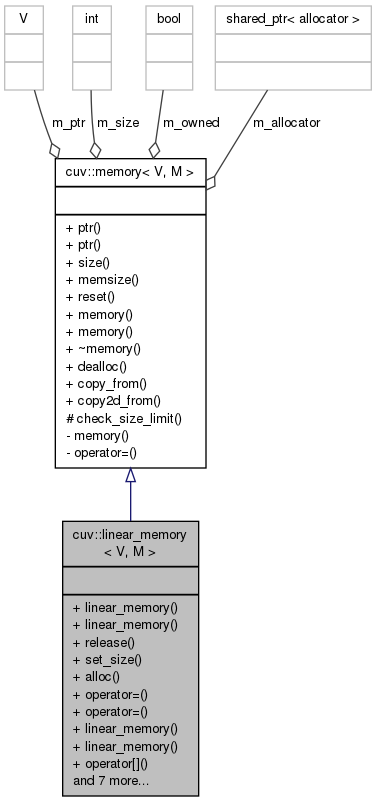 V
int
bool
shared_ptr< allocator >
m_ptr
m_size
m_owned
m_allocator
cuv::memory< V, M >
+ ptr()
+ ptr()
+ size()
+ memsize()
+ reset()
+ memory()
+ memory()
+ ~memory()
+ dealloc()
+ copy_from()
+ copy2d_from()
# check_size_limit()
- memory()
- operator=()
cuv::linear_memory
< V, M >
+ linear_memory()
+ linear_memory()
+ release()
+ set_size()
+ alloc()
+ operator=()
+ operator=()
+ linear_memory()
+ linear_memory()
+ operator[]()
and 7 more...